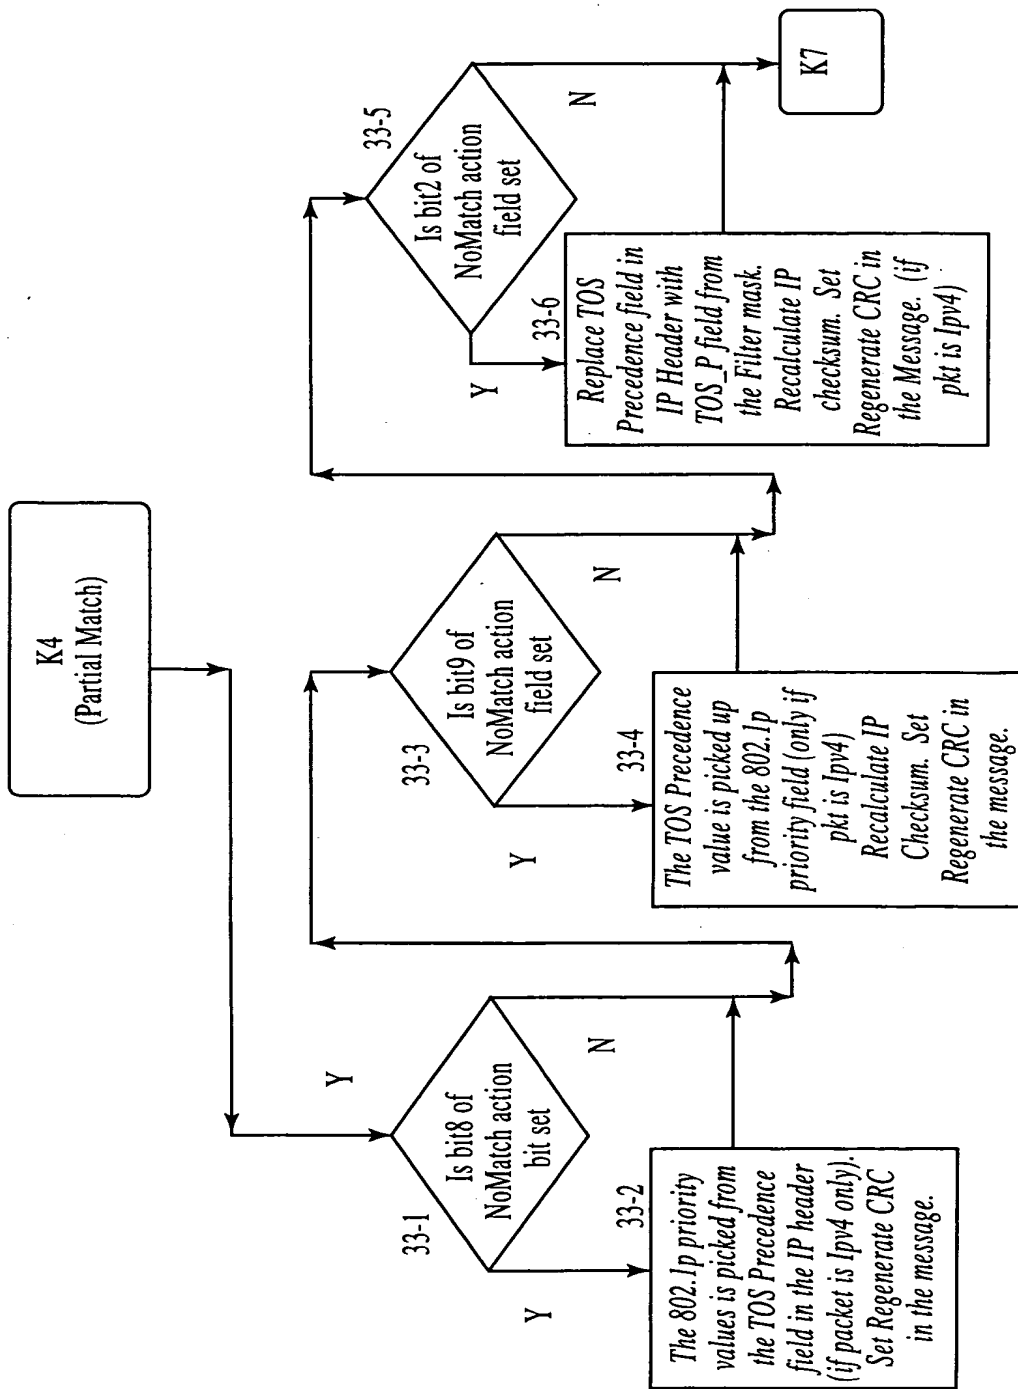 K4
(Partial Match)
Y
33-1
Is bit8 of
NoMatch action
bit set
Y
N
33-2
The 802.1p priority
values is picked from
the TOS Precedence
field in the IP header
(if packet is Ipv4 only).
Set Regenerate CRC
in the message.
33-3
Is bit9 of
NoMatch action
field set
Y
N
33-4
The TOS Precedence
value is picked up
from the 802.1p
priority field (only if
pkt is Ipv4)
Recalculate IP
Checksum. Set
Regenerate CRC in
the message.
33-5
Is bit2 of
NoMatch action
field set
Y
N
33-6
Replace TOS
Precedence field in
IP Header with
TOS_P field from
the Filter mask.
Recalculate IP
checksum. Set
Regenerate CRC in
the Message. (if
pkt is Ipv4)
K7